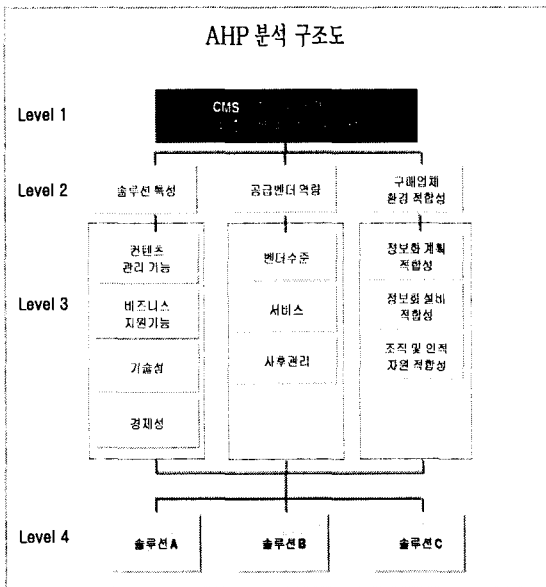 AHP 분석 구조도
Level 1
CMS
Level 2
솔루션 특성
공급벤더 역량
구매업체
환경 적합성
Level 3
컨텐츠
관리 기능
비즈니스
지원기능
기술성
경제성
벤더수준
서비스
사후관리
정보화 계획
적합성
정보화 설비
적합성
조직 및 인적
자원 적합성
Level 4
솔루션A
솔루션B
솔루션C